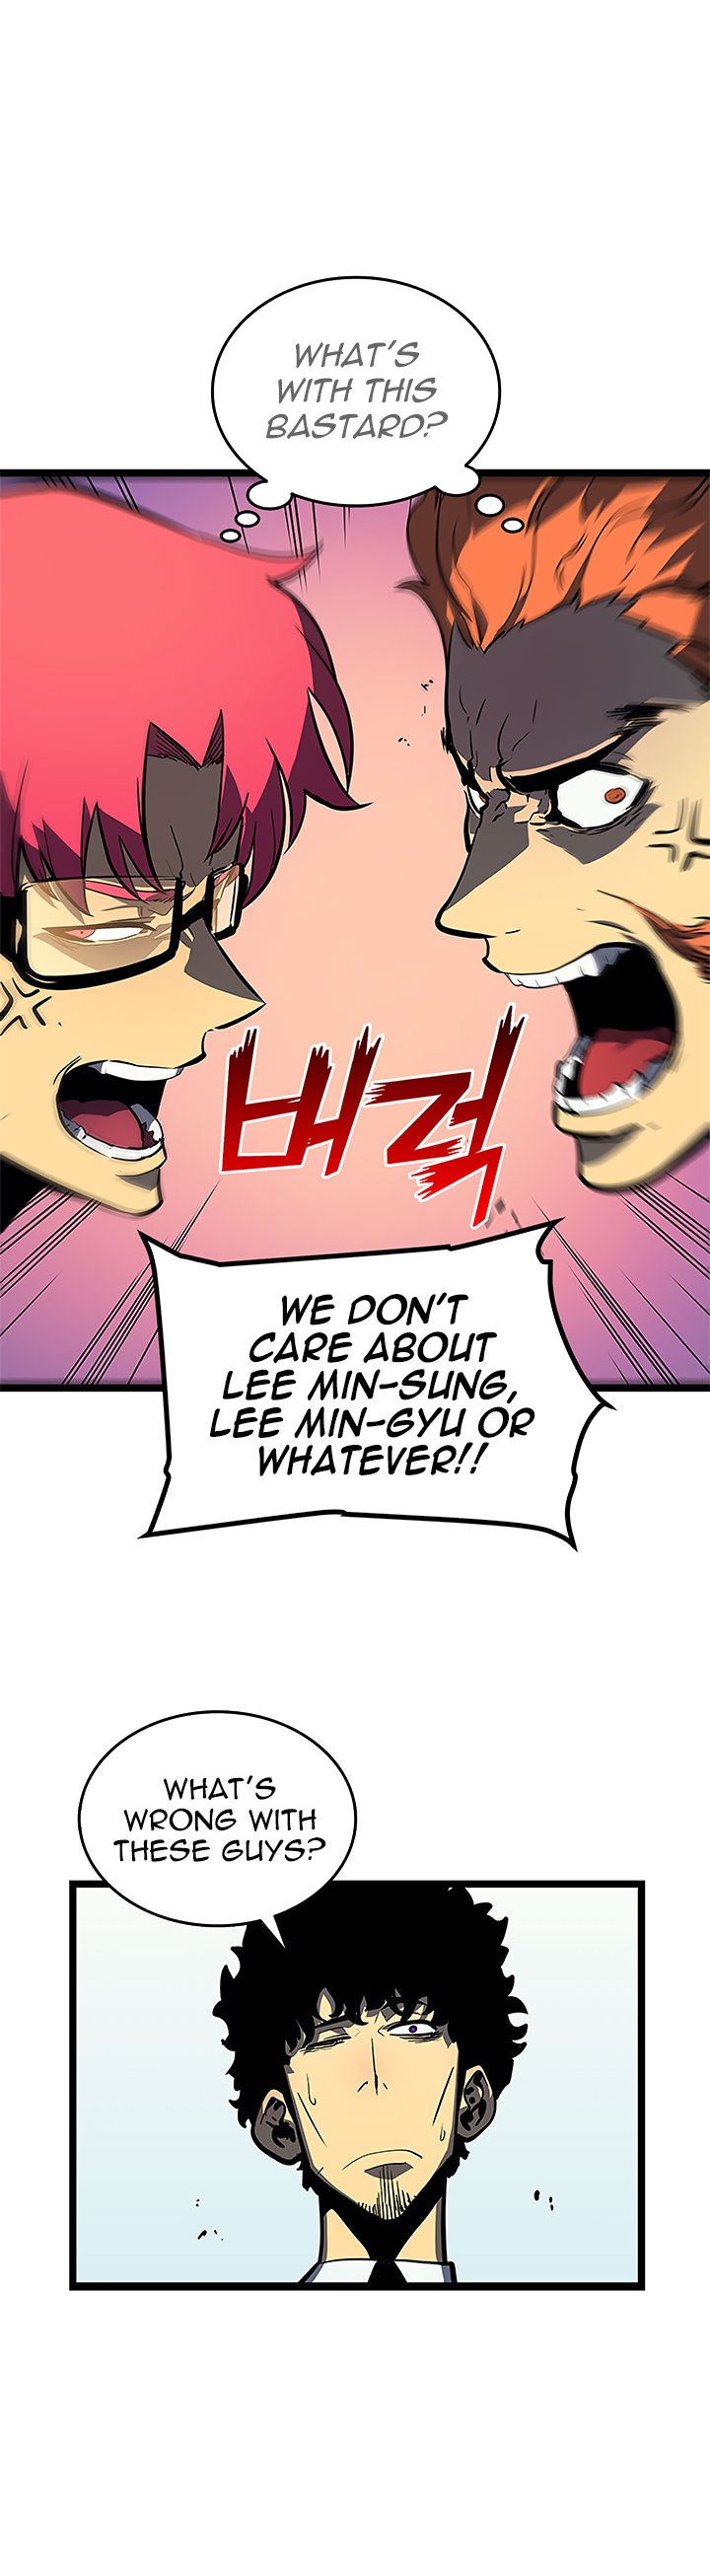 WHAT'S
WITH THIS
BASTARD?
버럭
WE DON'T
CARE ABOUT
LEE MIN-SUNG,
LEE MIN-GYU OR
WHATEVER!!
WHAT'S
WRONG WITH
THESE GUYS?